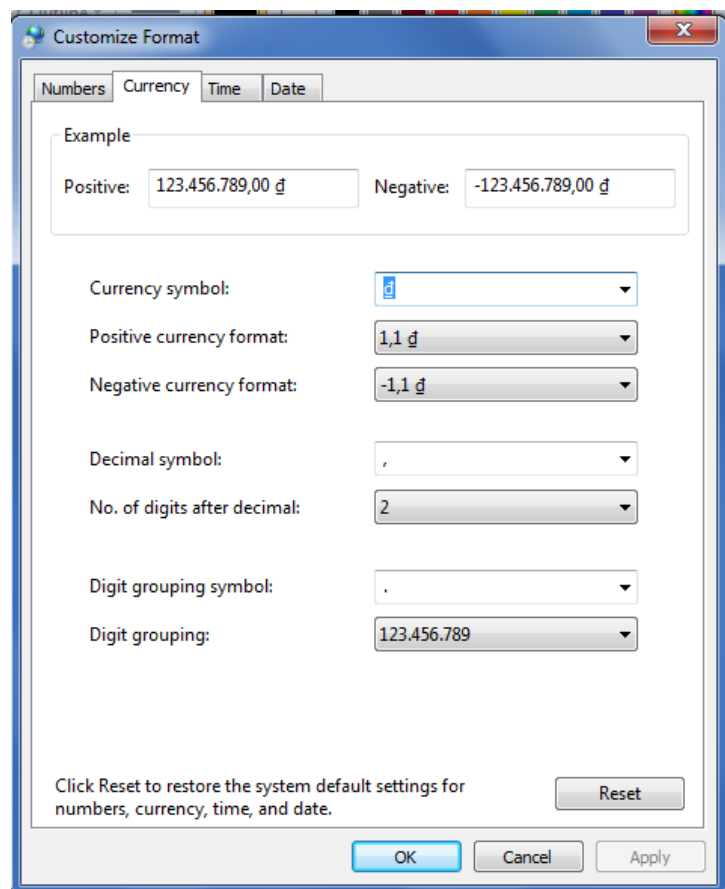 Customize Format
Numbers Currency Time Date
Example
Positive: 123.456.789,00 ₫ Negative: -123.456.789,00 ₫
Currency symbol: ₫
Positive currency format: 1,1 ₫
Negative currency format: -1,1 ₫
Decimal symbol: ,
No. of digits after decimal: 2
Digit grouping symbol: .
Digit grouping: 123.456.789
Click Reset to restore the system default settings for
numbers, currency, time, and date.
Reset
OK Cancel Apply